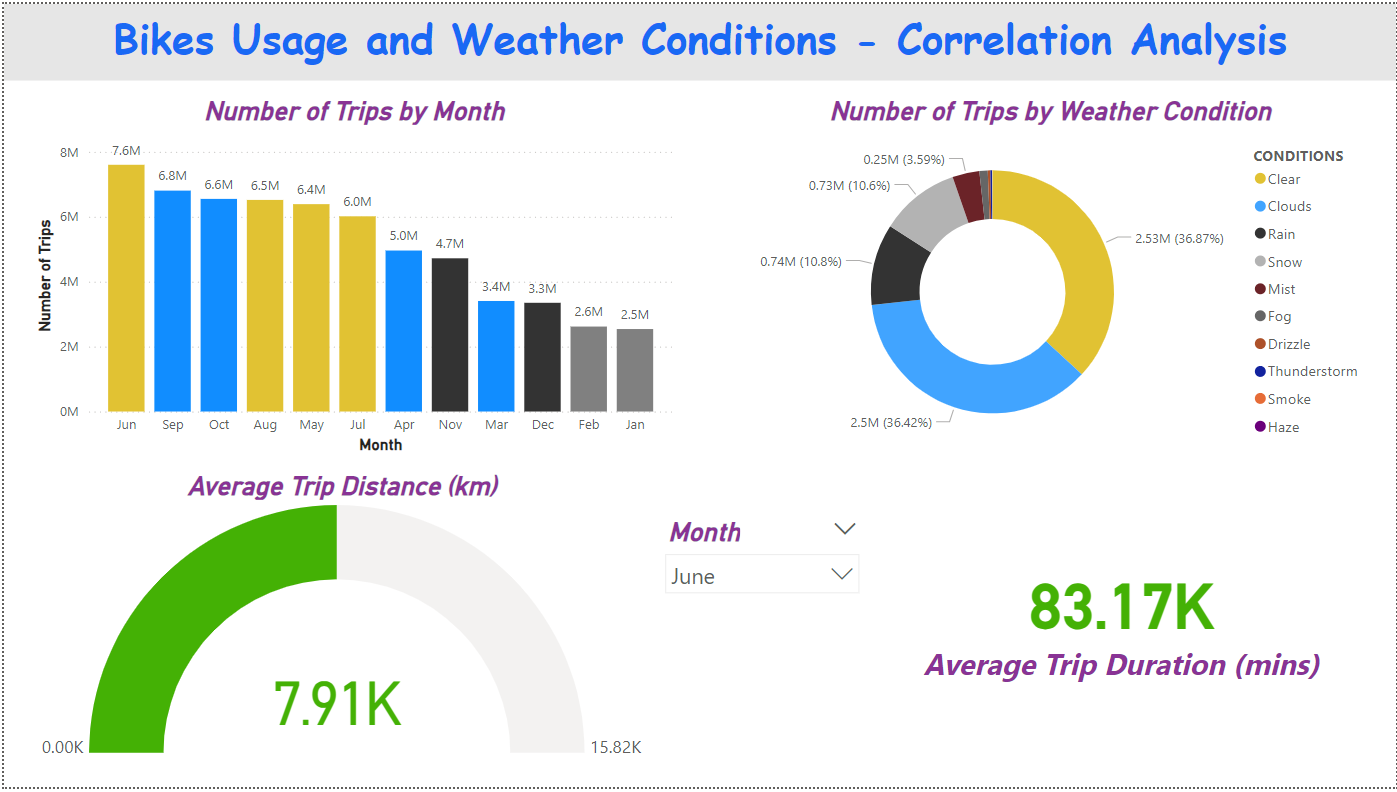 Bikes Usage and Weather Conditions - Correlation Analysis
Number of Trips by Month
Number of Trips
8M
6M
4M
2M
0M
7.6M
6.8M
6.6M
6.5M
6.4M
6.0M
5.0M
4.7M
3.4M
3.3M
2.6M
2.5M
Jun Sep Oct Aug May Jul Apr Nov Mar Dec Feb Jan
Month
Number of Trips by Weather Condition
0.25M (3.59%)
0.73M (10.6%)
0.74M (10.8%)
2.53M (36.87%)
2.5M (36.42%)
CONDITIONS
Clear
Clouds
Rain
Snow
Mist
Fog
Drizzle
Thunderstorm
Smoke
Haze
Average Trip Distance (km)
7.91K
0.00K
15.82K
Month
June
83.17K
Average Trip Duration (mins)